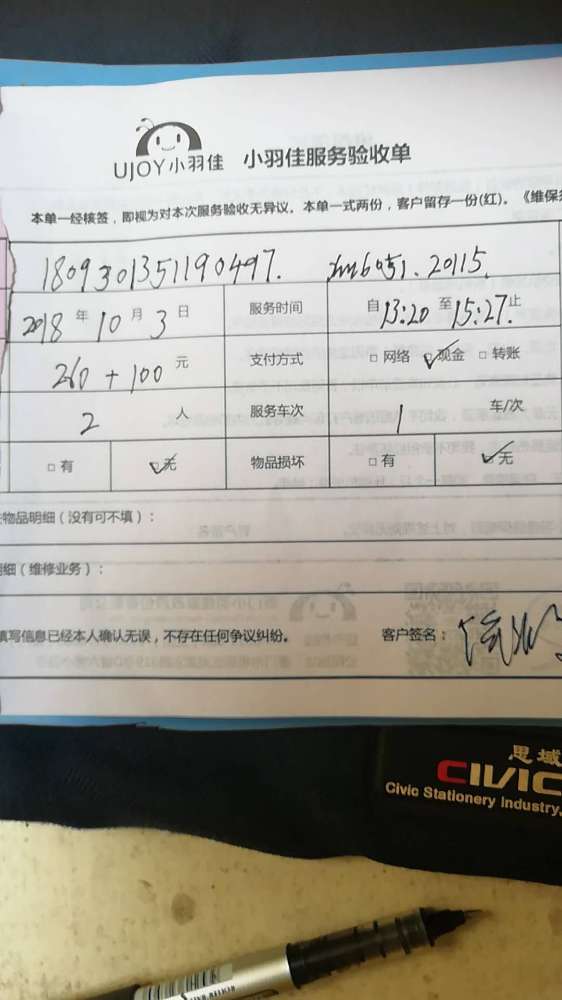 UJOY小羽佳 小羽佳服务验收单
本单一经核签，即视为对本次服务验收无异议。本单一式两份，客户留存一份(红)。《维保
1809301351190497.
2018年10月3日 服务时间 自13:20至15:27止
260+100元 支付方式 □网络 ☑现金 □转账
2人 服务车次 1 车/次
□有 ☑无 物品损坏 □有 ☑无
物品明细（没有可不填）：
细（维修业务）：
填写信息已经本人确认无误，不存在任何争议纠纷。 客户签名：
思域
CIVIC
Civic Stationery Industry,